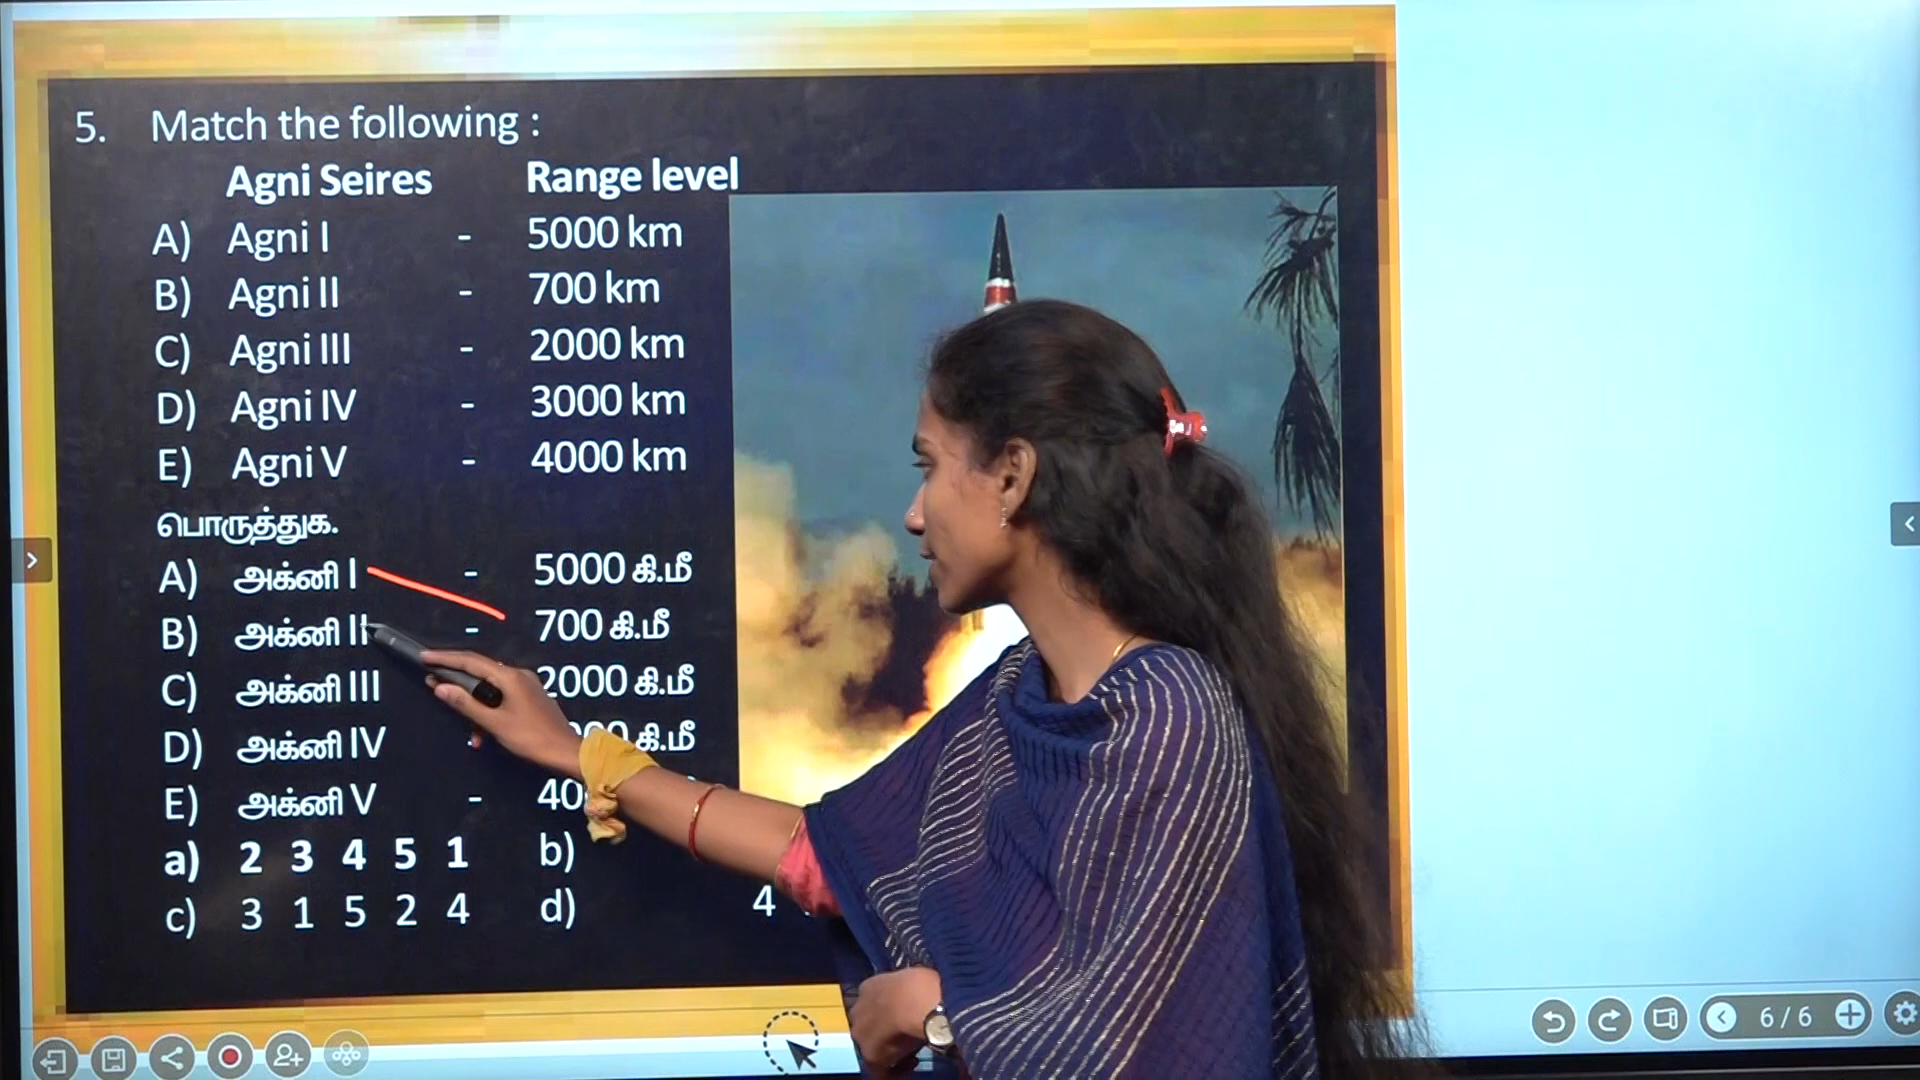 5. Match the following :
Agni Seires Range level
A) Agni I - 5000 km
B) Agni II - 700 km
C) Agni III - 2000 km
D) Agni IV - 3000 km
E) Agni V - 4000 km
பொருத்துக.
A) அக்னி I - 5000 கி.மீ
B) அக்னி II - 700 கி.மீ
C) அக்னி III 2000 கி.மீ
D) அக்னி IV - கி.மீ
E) அக்னி V -
a) 2 3 4 5 1 b)
c) 3 1 5 2 4 d) 4
6 / 6